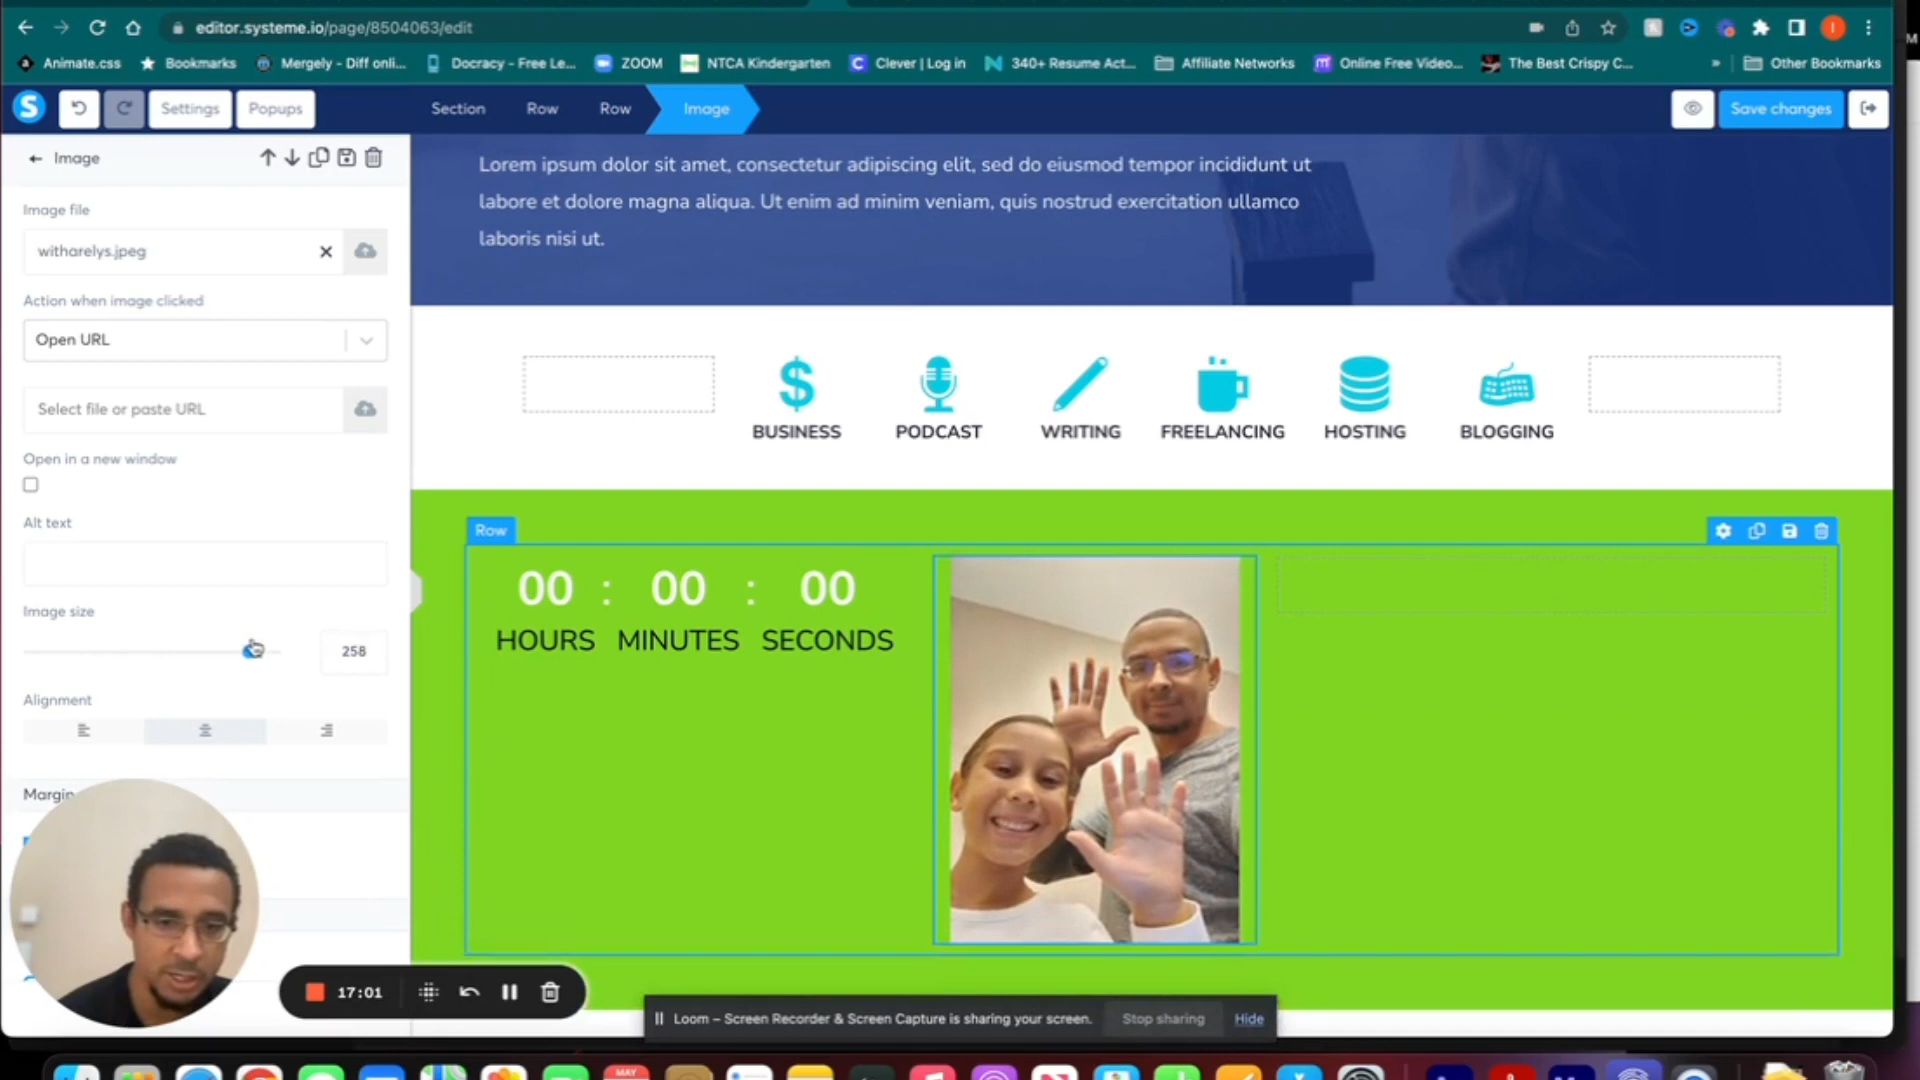 editor.systeme.io/page/8504063/edit
Animate.css
Bookmarks
Mergely - Diff onli...
Docracy - Free Le...
ZOOM
NTCA Kindergarten
Clever | Log in
340+ Resume Act...
Affiliate Networks
Online Free Video...
The Best Crispy C...
»
Other Bookmarks
S
Settings
Popups
Section
Row
Row
Image
Save changes
Image
Image file
witharelys.jpeg
Action when image clicked
Open URL
Select file or paste URL
Open in a new window
Alt text
Image size
258
Alignment
Margin
Lorem ipsum dolor sit amet, consectetur adipiscing elit, sed do eiusmod tempor incididunt ut
labore et dolore magna aliqua. Ut enim ad minim veniam, quis nostrud exercitation ullamco
laboris nisi ut.
BUSINESS
PODCAST
WRITING
FREELANCING
HOSTING
BLOGGING
Row
00 : 00 : 00
HOURS MINUTES SECONDS
17:01
Loom – Screen Recorder & Screen Capture is sharing your screen.
Stop sharing
Hide
MAY